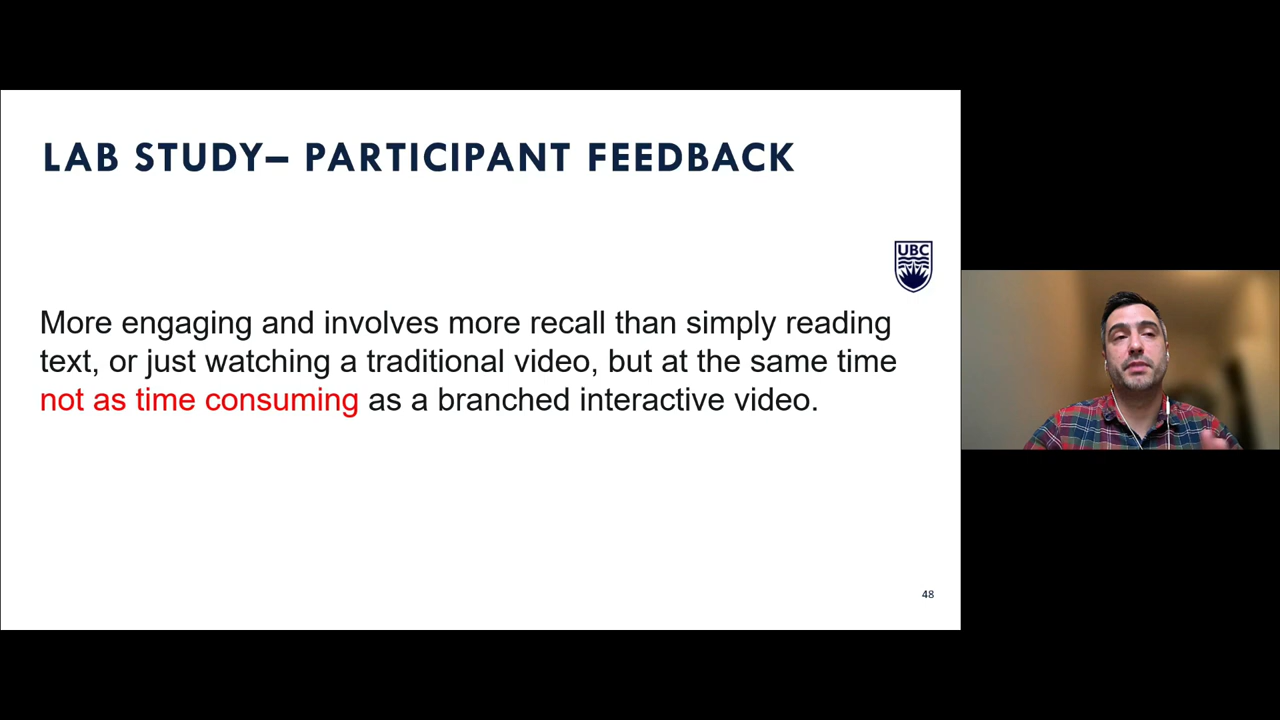 LAB STUDY– PARTICIPANT FEEDBACK
UBC
More engaging and involves more recall than simply reading
text, or just watching a traditional video, but at the same time
not as time consuming as a branched interactive video.
48